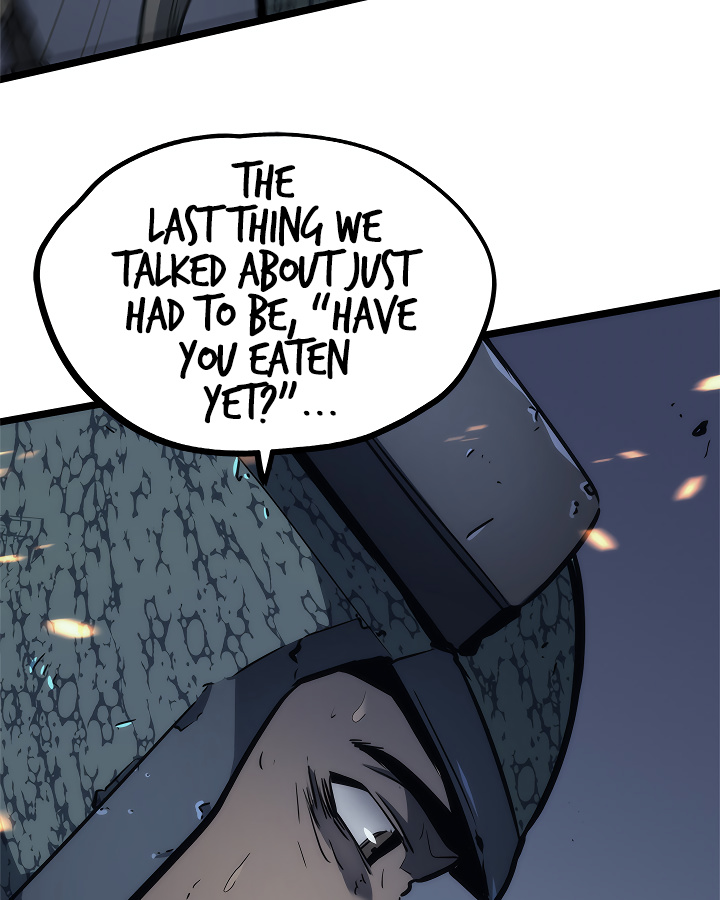 THE
LAST THING WE
TALKED ABOUT JUST
HAD TO BE, "HAVE
YOU EATEN
YET?"...